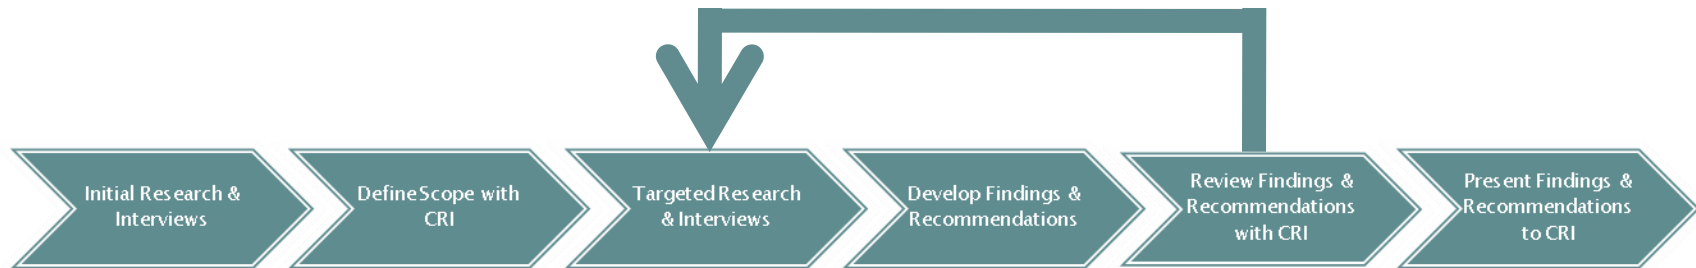 Initial Research &
Interviews
Define Scope with
CRI
Targeted Research
& Interviews
Develop Findings &
Recommendations
Review Findings &
Recommendations
with CRI
Present Findings &
Recommendations
to CRI